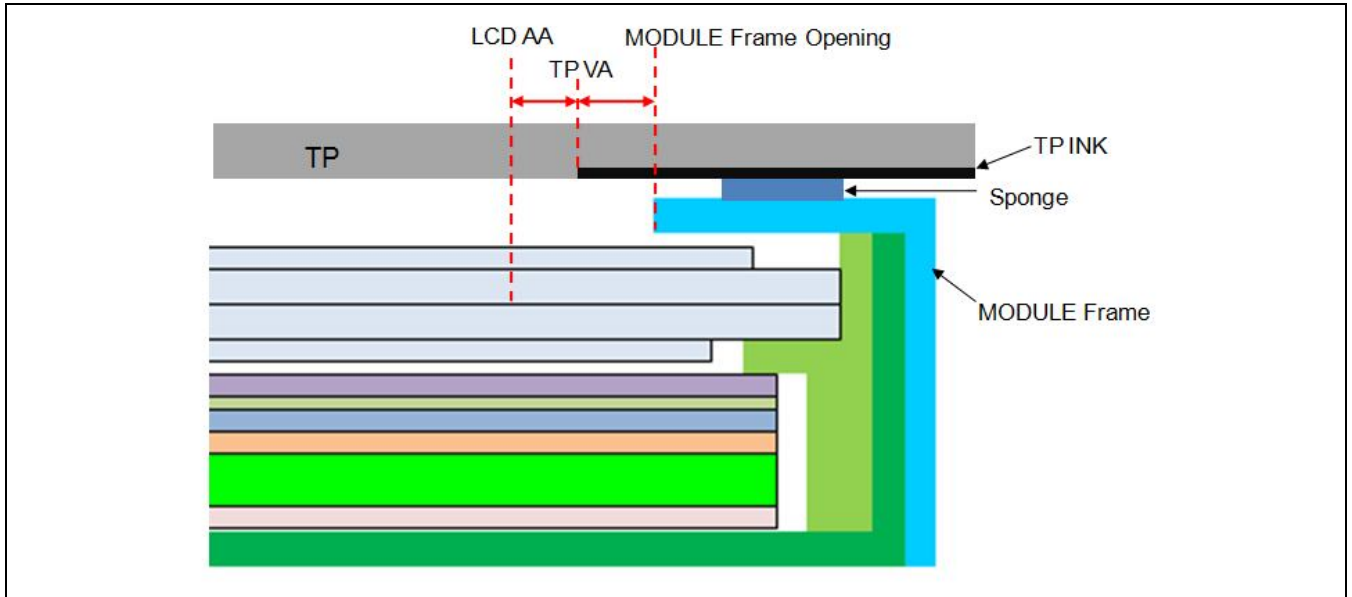 LCD AA
MODULE Frame Opening
TP VA
TP
TP INK
Sponge
MODULE Frame